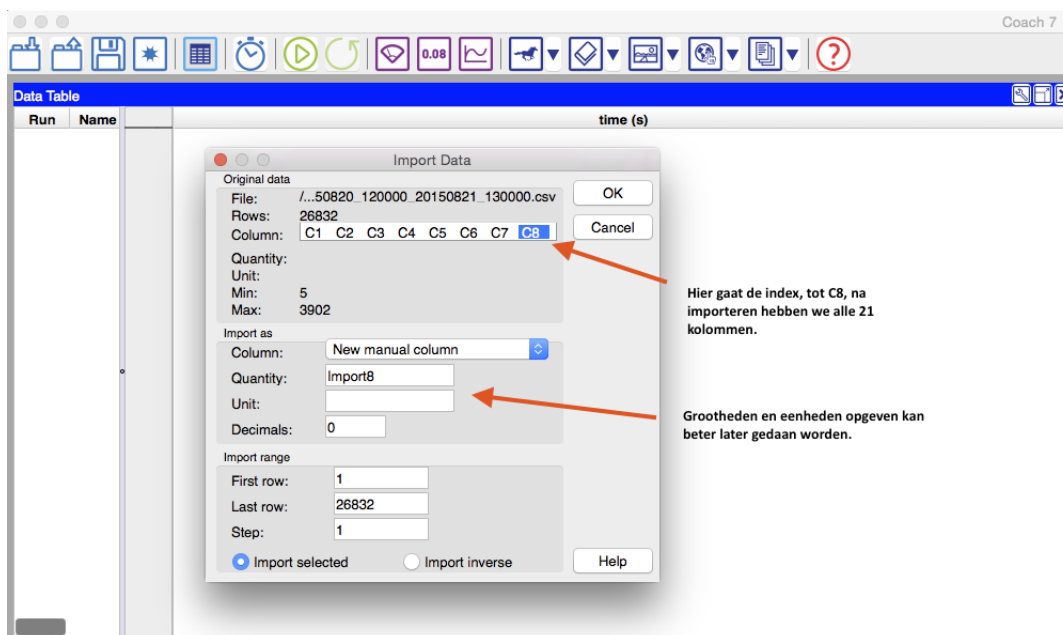 Coach 7
0.08
Data Table
Run Name time (s)
Import Data
Original data
File: /...50820_120000_20150821_130000.csv
Rows: 26832
Column: C1 C2 C3 C4 C5 C6 C7 C8
Quantity:
Unit:
Min: 5
Max: 3902
OK
Cancel
Import as
Column: New manual column
Quantity: Import8
Unit:
Decimals: 0
Import range
First row: 1
Last row: 26832
Step: 1
Import selected Import inverse
Help
Hier gaat de index, tot C8, na
importeren hebben we alle 21
kolommen.
Grootheden en eenheden opgeven kan
beter later gedaan worden.